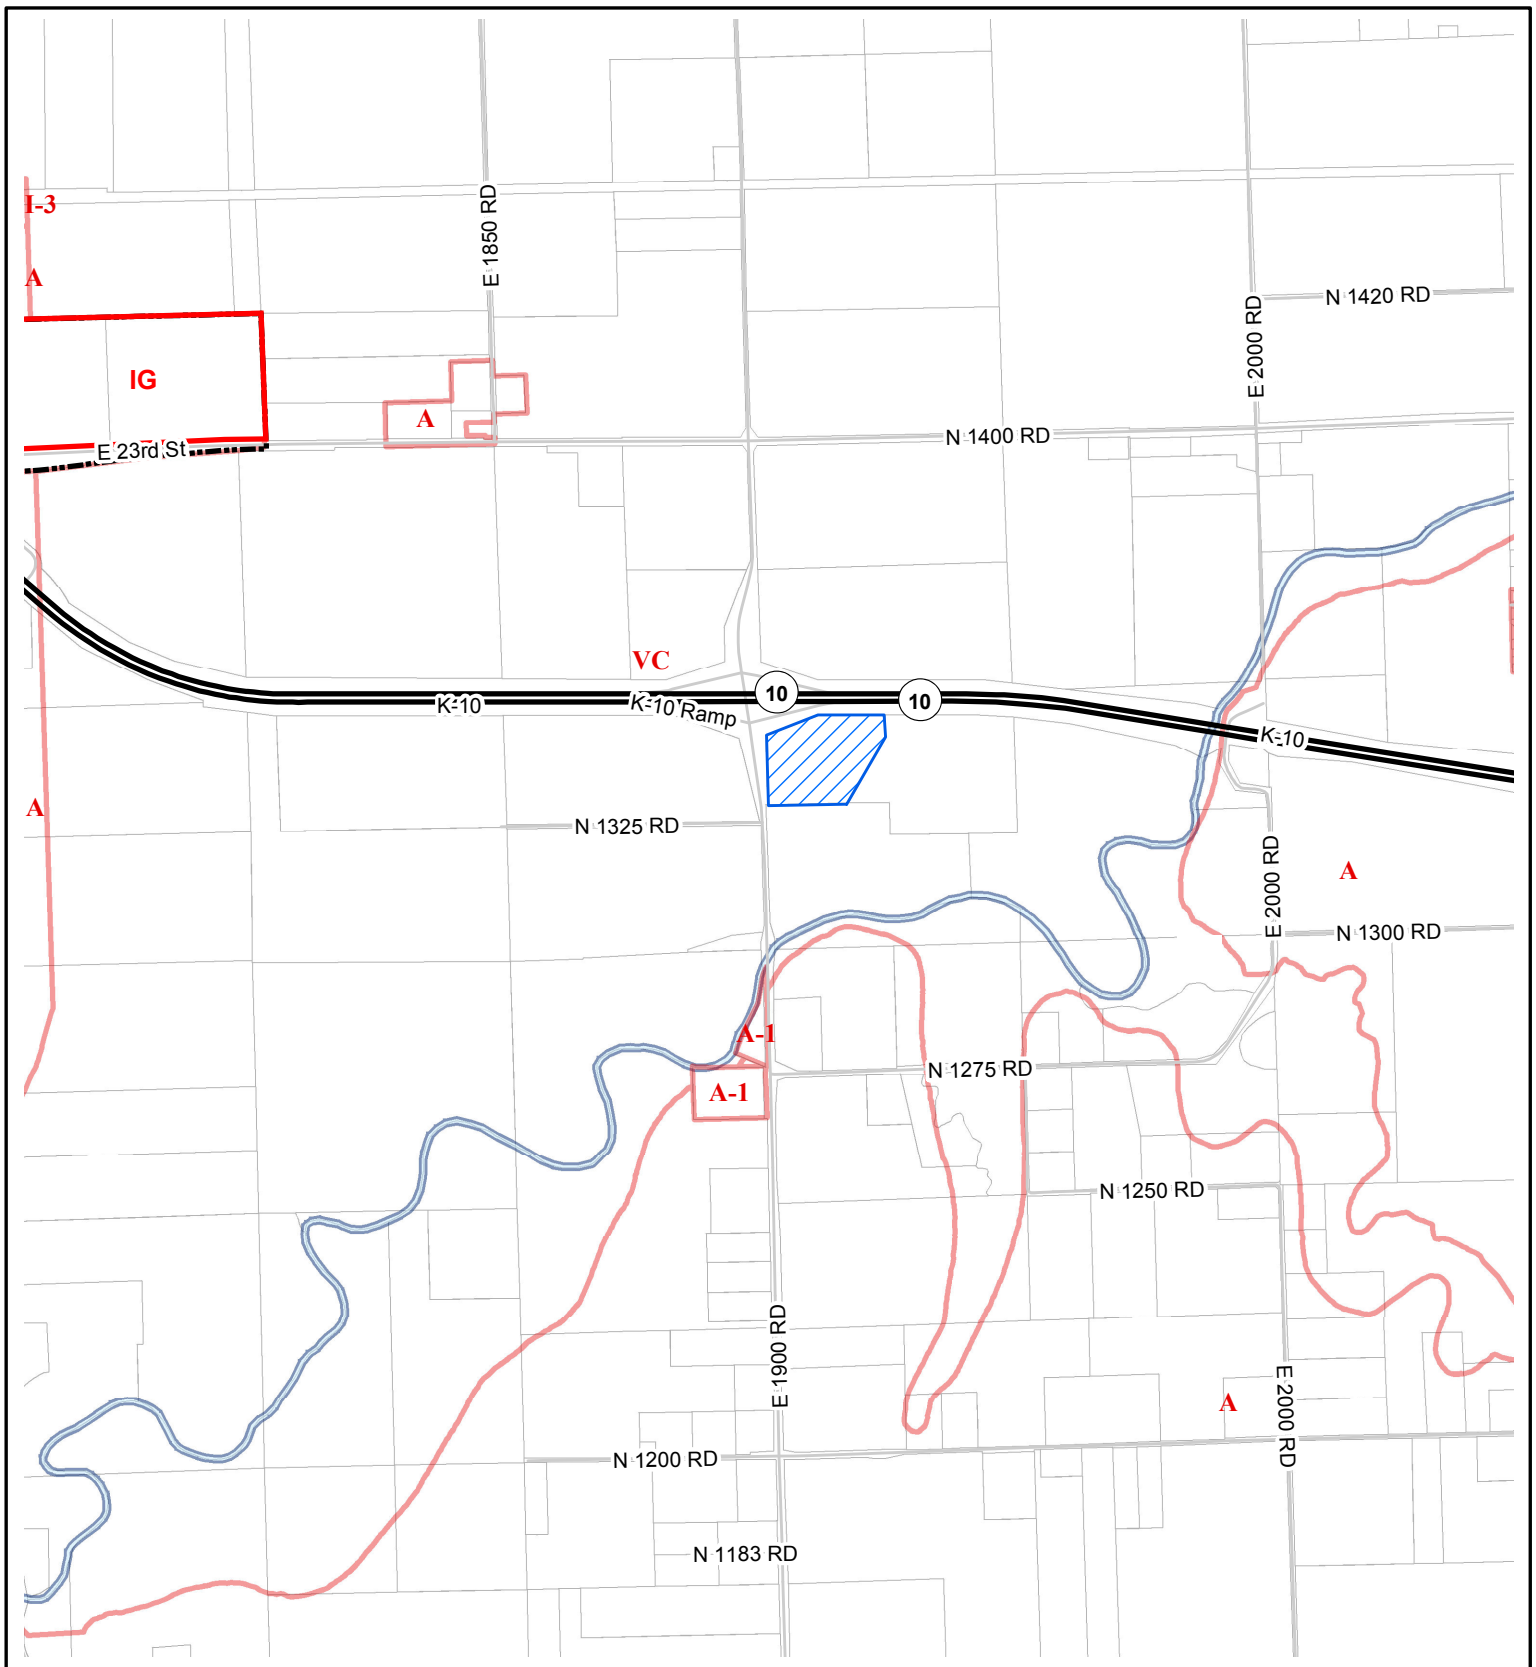 I-3
E 1850 RD
A
N 1420 RD
E 2000 RD
IG
A
N 1400 RD
E 23rd St
VC
10
10
K-10
K-10 Ramp
K-10
A
N 1325 RD
E 2000 RD
A
N 1300 RD
A-1
N 1275 RD
A-1
N 1250 RD
E 1900 RD
A
E 2000 RD
N 1200 RD
N 1183 RD